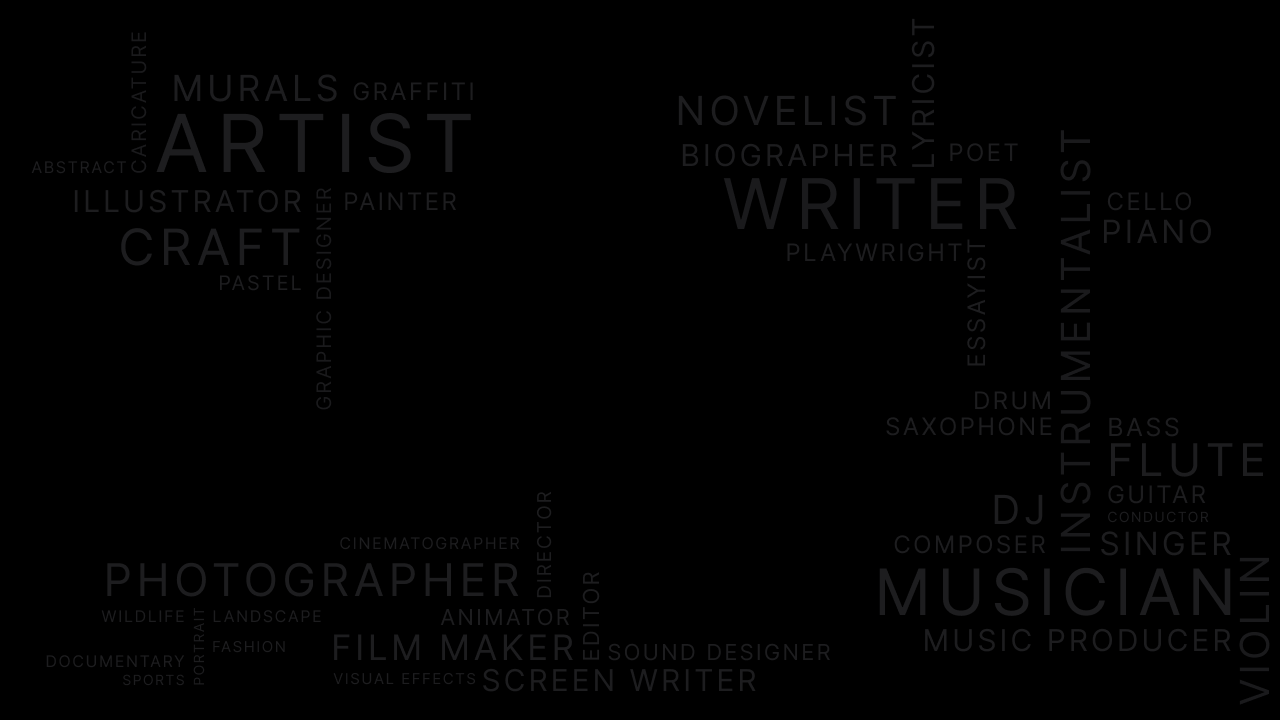 CARICATURE
MURALS
GRAFFITI
ARTIST
ABSTRACT
ILLUSTRATOR
PAINTER
CRAFT
PASTEL
GRAPHIC DESIGNER
NOVELIST
LYRICIST
BIOGRAPHER
POET
WRITER
PLAYWRIGHT
ESSAYIST
INSTRUMENTALIST
CELLO
PIANO
DRUM
SAXOPHONE
BASS
FLUTE
DJ
GUITAR
CONDUCTOR
COMPOSER
SINGER
MUSICIAN
MUSIC PRODUCER
VIOLIN
CINEMATOGRAPHER
DIRECTOR
PHOTOGRAPHER
WILDLIFE
PORTRAIT
LANDSCAPE
FASHION
DOCUMENTARY
SPORTS
ANIMATOR
EDITOR
FILM MAKER
SOUND DESIGNER
VISUAL EFFECTS
SCREEN WRITER